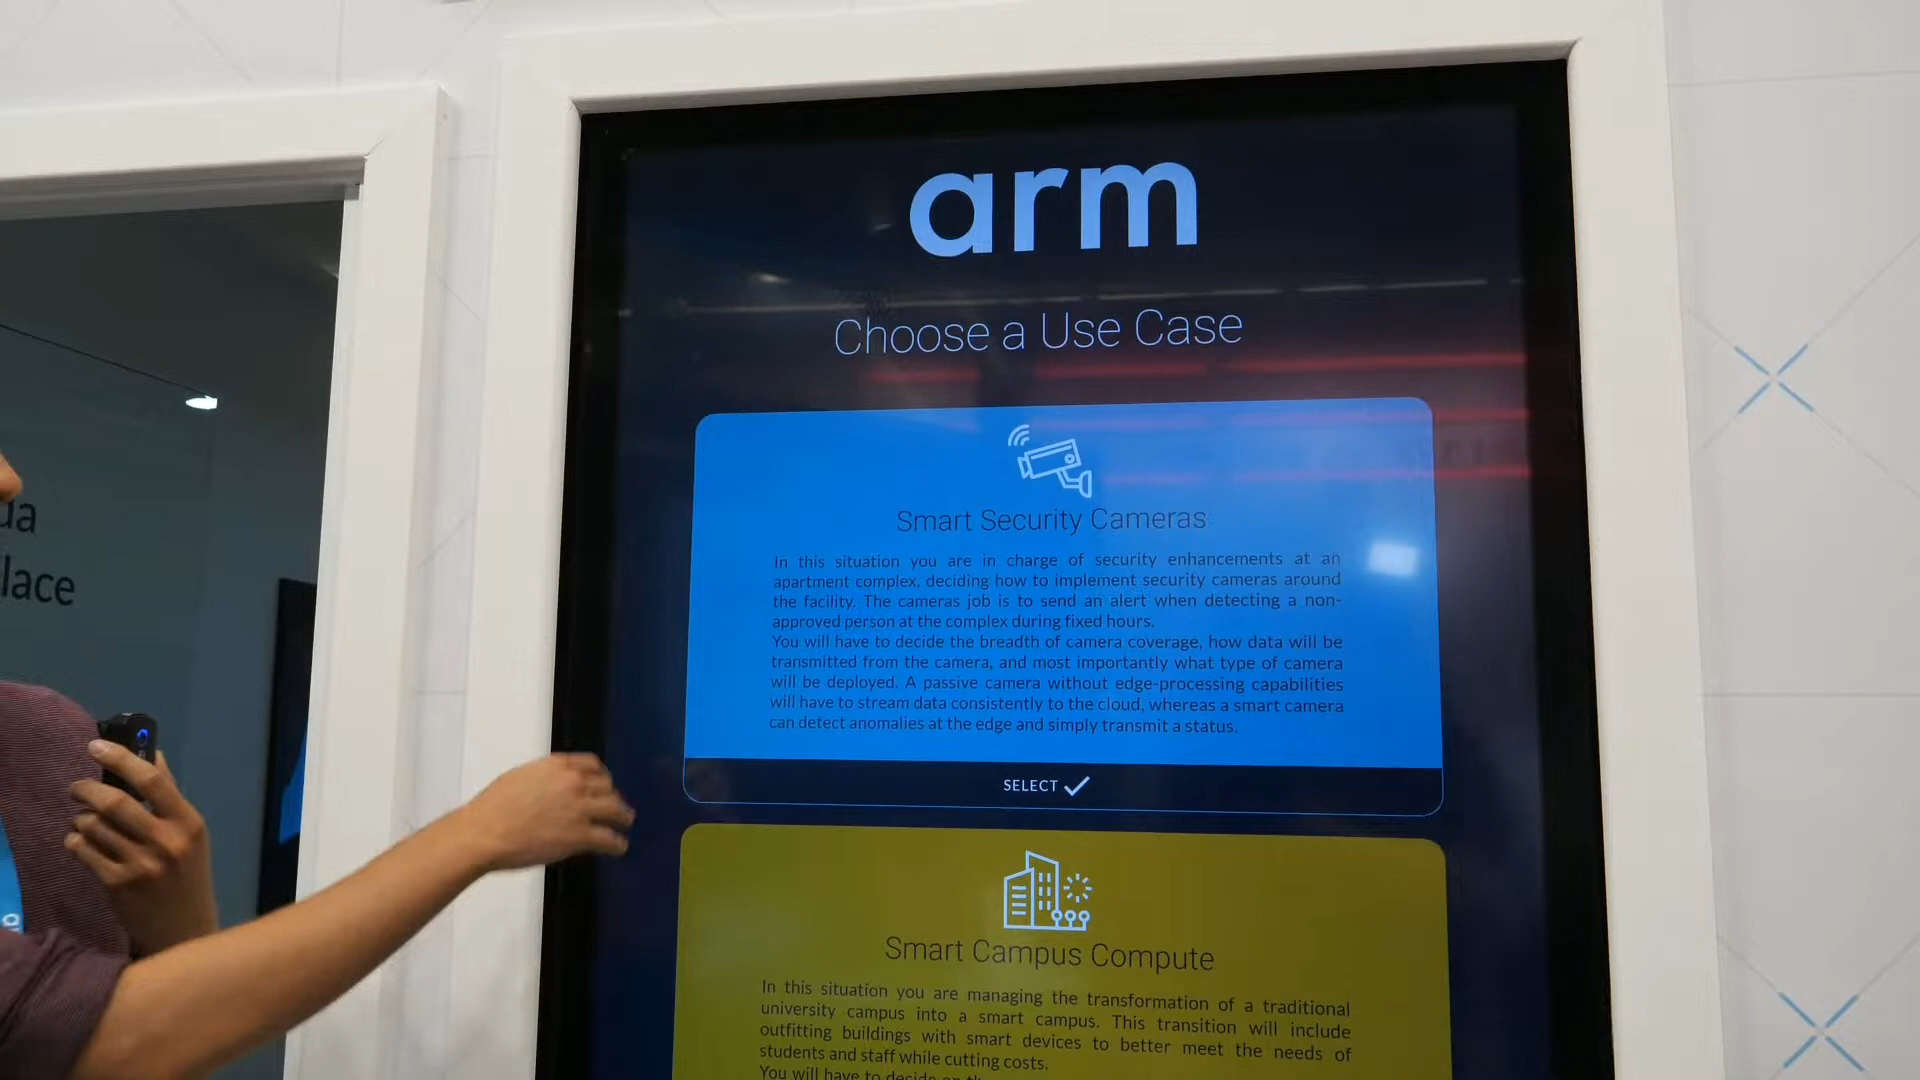 arm
Choose a Use Case
Smart Security Cameras
In this situation you are in charge of security enhancements at an
apartment complex, deciding how to implement security cameras around
the facility. The cameras job is to send an alert when detecting a non-
approved person at the complex during fixed hours.
You will have to decide the breadth of camera coverage, how data will be
transmitted from the camera, and most importantly what type of camera
will be deployed. A passive camera without edge-processing capabilities
will have to stream data consistently to the cloud, whereas a smart camera
can detect anomalies at the edge and simply transmit a status.
SELECT
Smart Campus Compute
In this situation you are managing the transformation of a traditional
university campus into a smart campus. This transition will include
outfitting buildings with smart devices to better meet the needs of
students and staff while cutting costs.
You will have to decide on
da
lace